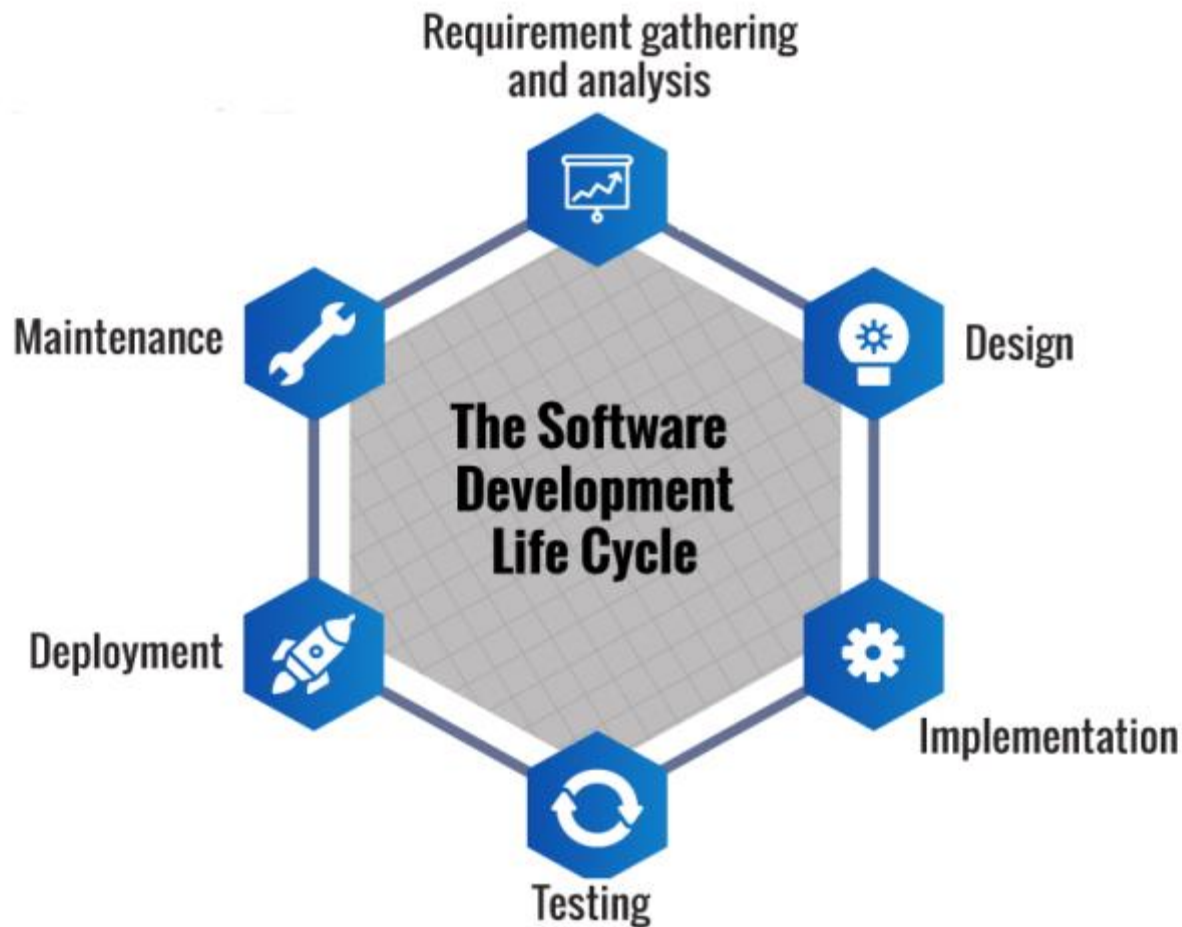 Requirement gathering
and analysis
Maintenance
Design
The Software
Development
Life Cycle
Deployment
Implementation
Testing